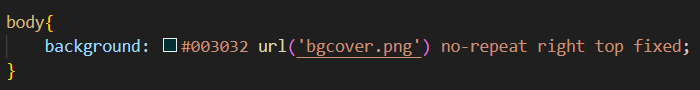 body{
background: #003032 url('bgcover.png') no-repeat right top fixed;
}